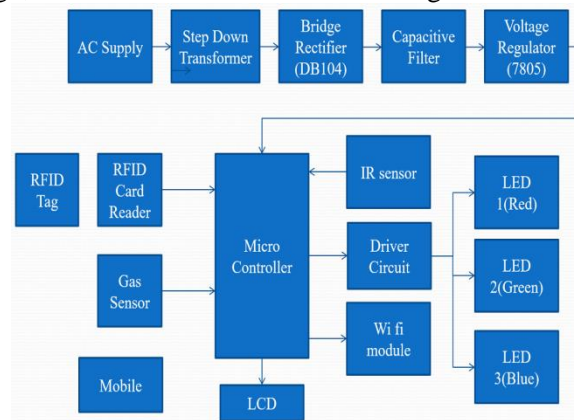 AC Supply
Step Down
Transformer
Bridge
Rectifier
(DB104)
Capacitive
Filter
Voltage
Regulator
(7805)
RFID
Tag
RFID
Card
Reader
Micro
Controller
IR sensor
LED
1(Red)
Gas
Sensor
Driver
Circuit
LED
2(Green)
Mobile
Wi fi
module
LED
3(Blue)
LCD